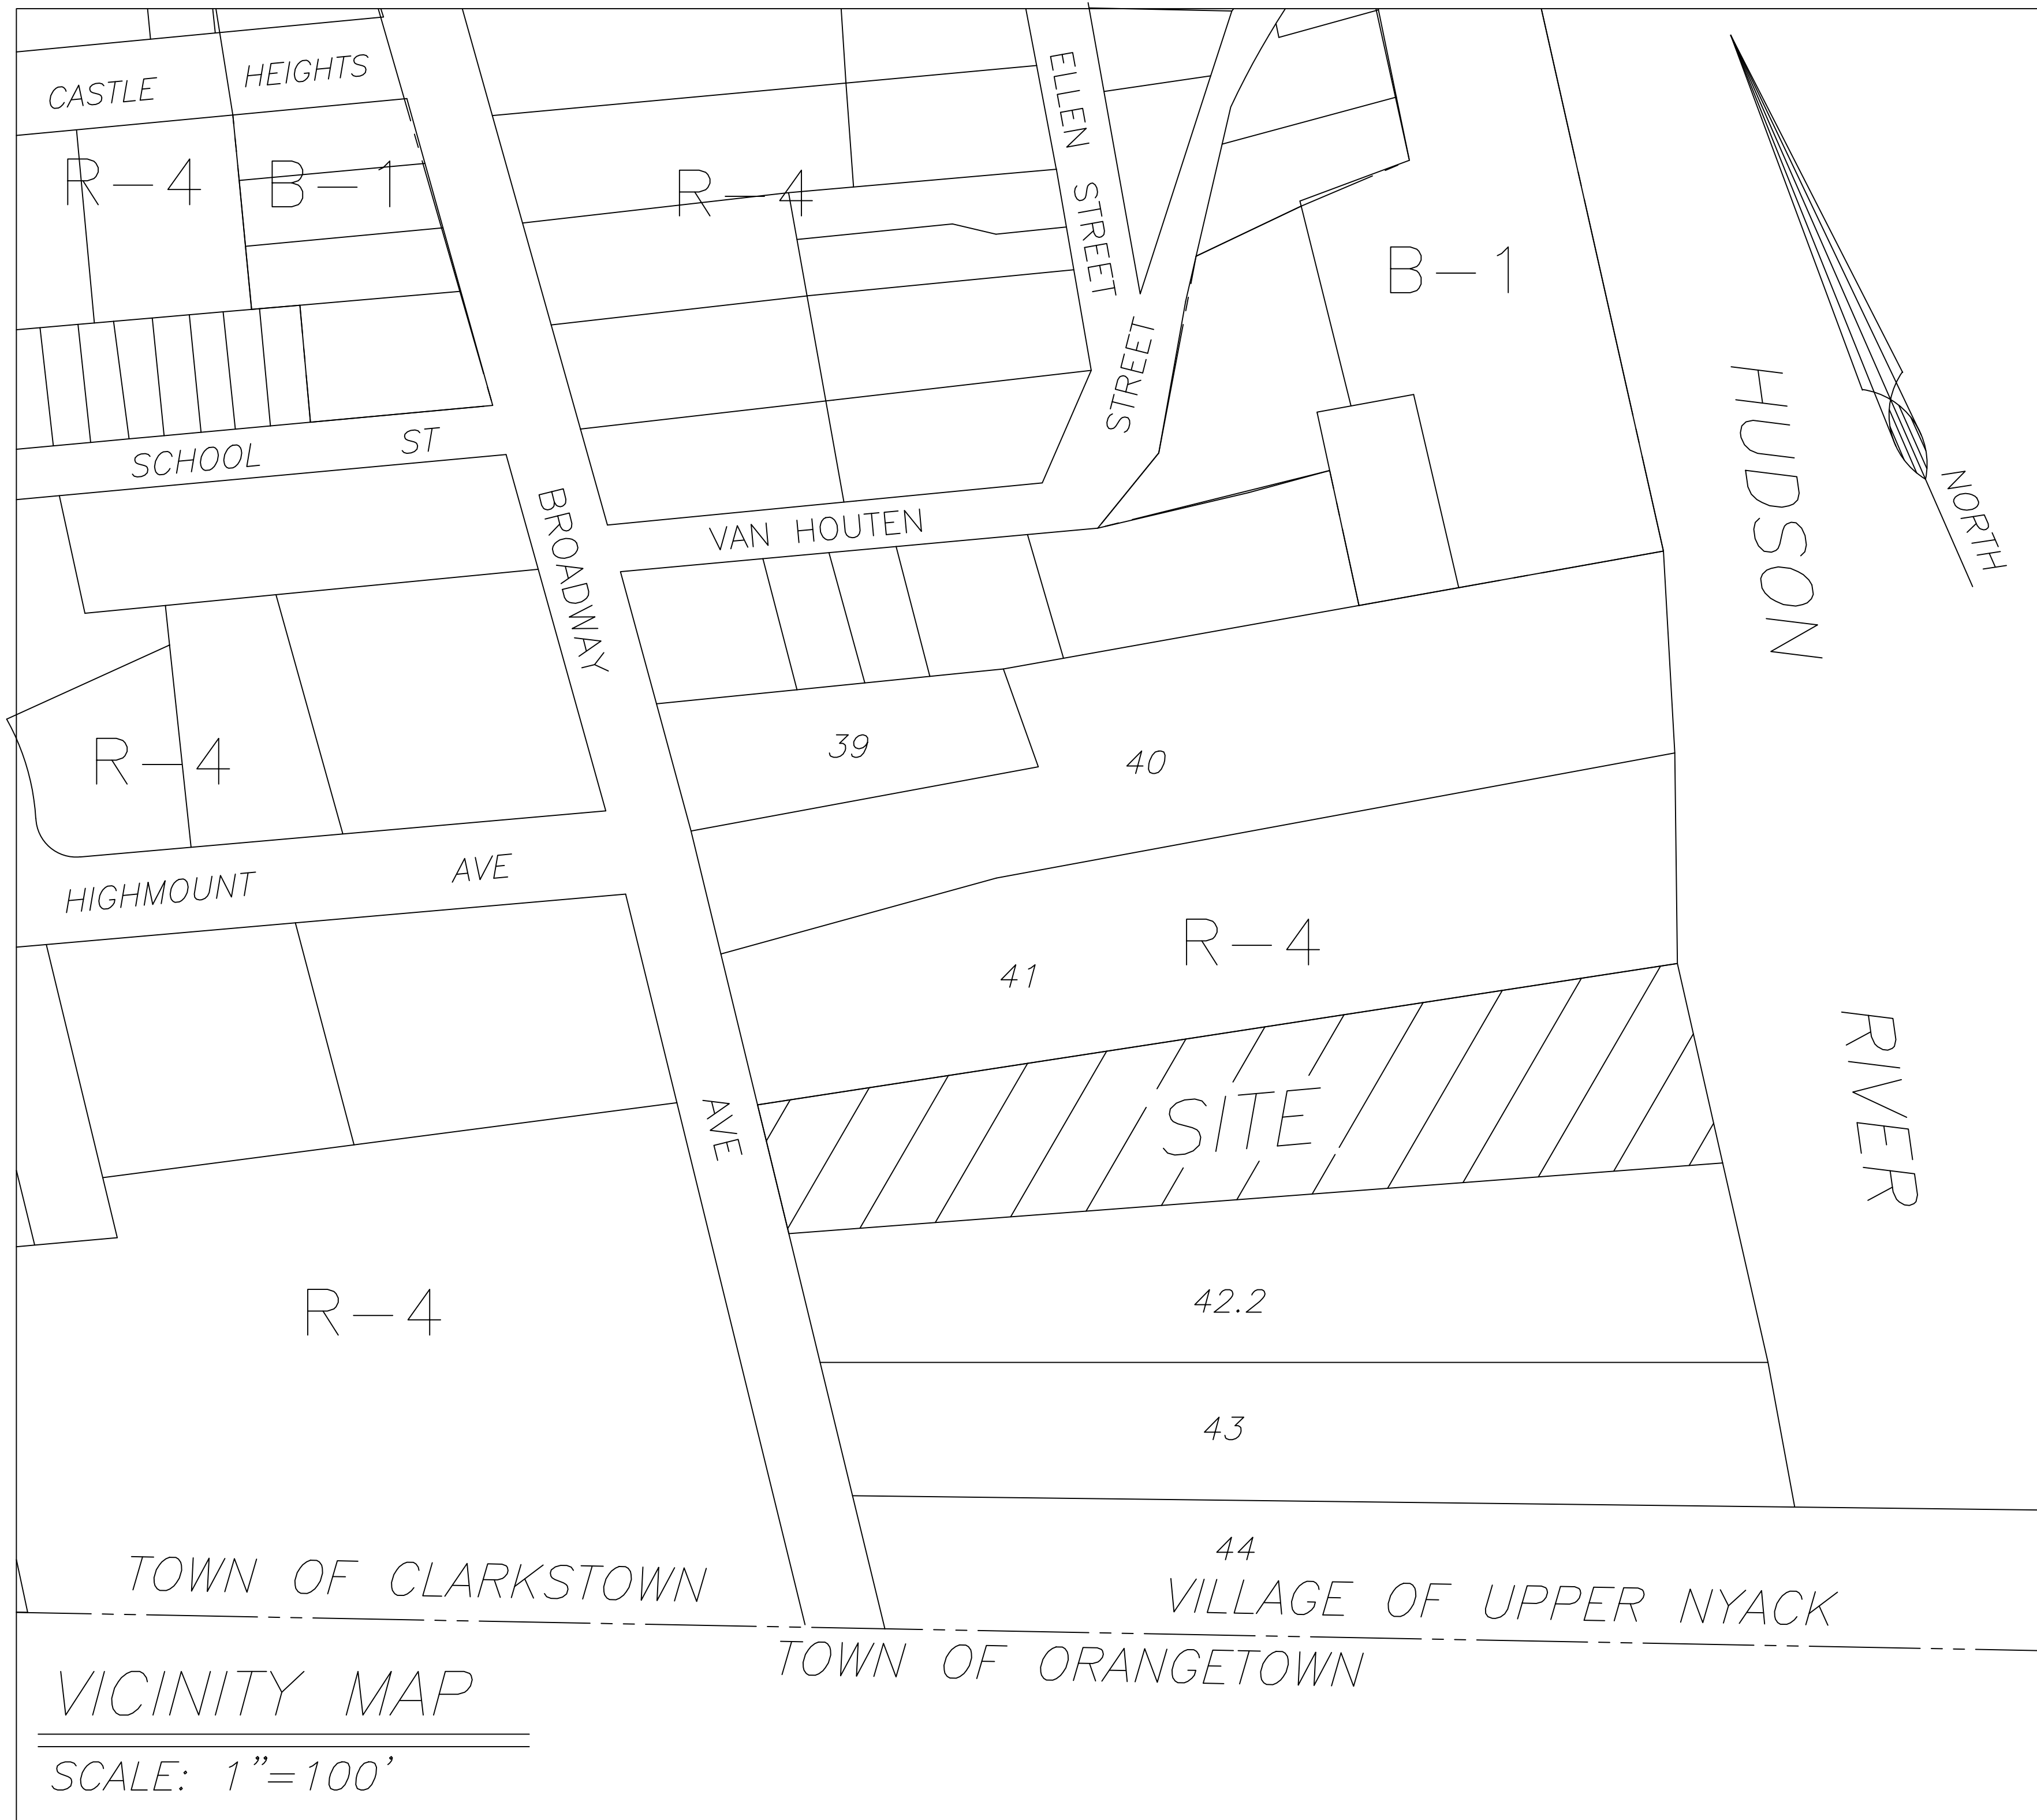 CASTLE HEIGHTS
R-4
B-1
R-4
ELLEN STREET
B-1
STREET
SCHOOL ST
VAN HOUTEN
BROADWAY
HUDSON
NORTH
39
40
R-4
HIGHMOUNT AVE
R-4
41
RIVER
AVE
SITE
42.2
R-4
43
44
TOWN OF CLARKSTOWN
VILLAGE OF UPPER NYACK
TOWN OF ORANGETOWN
VICINITY MAP
SCALE: 1"=100'